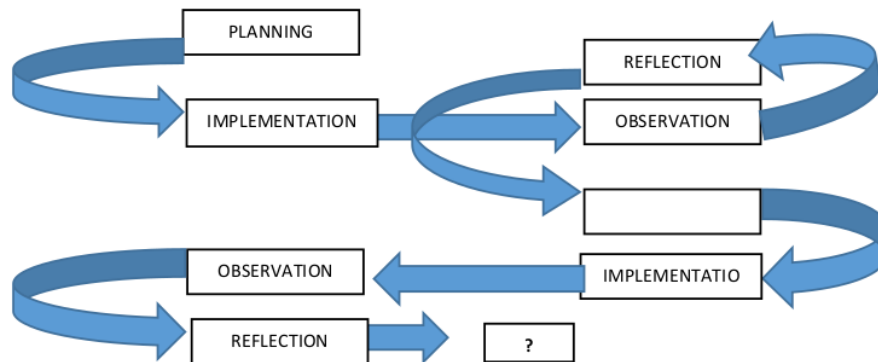 PLANNING
REFLECTION
IMPLEMENTATION
OBSERVATION
OBSERVATION
IMPLEMENTATIO
REFLECTION
?